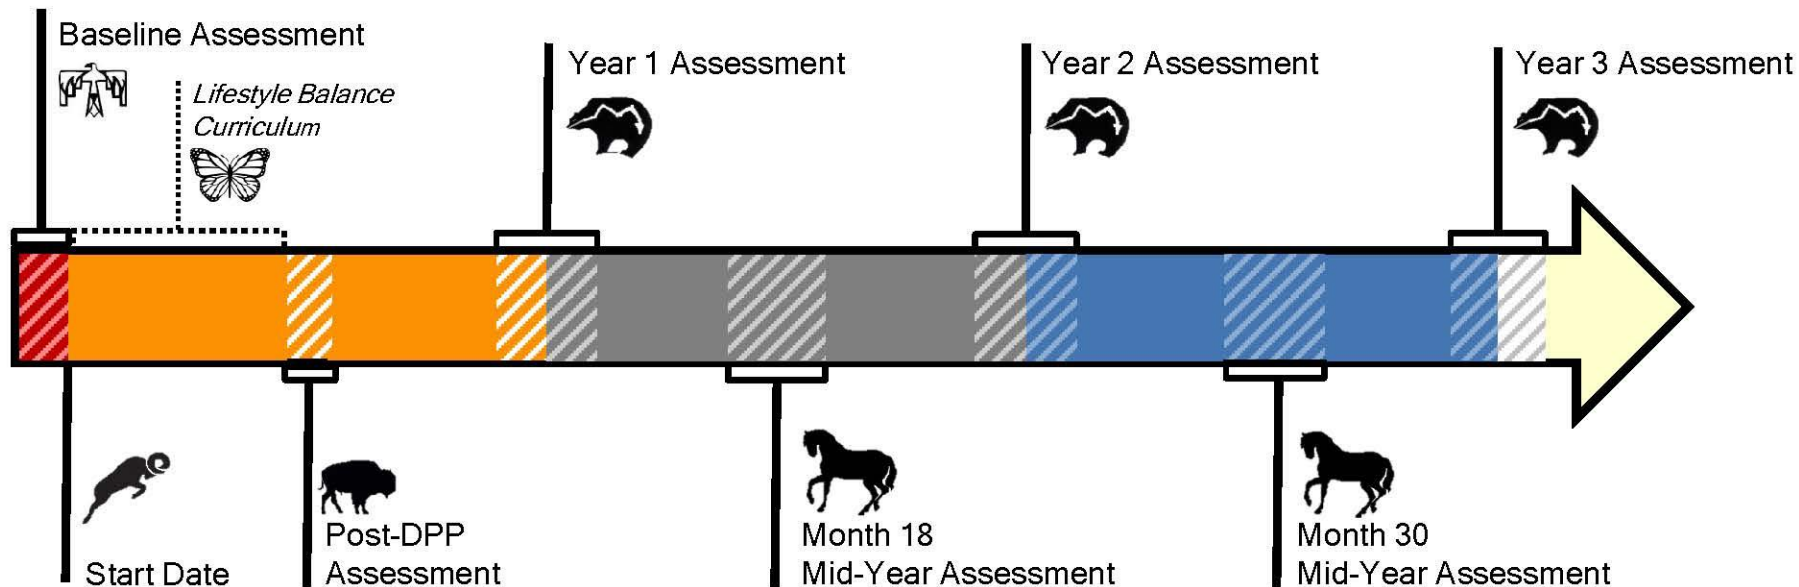 Baseline Assessment
Lifestyle Balance
Curriculum
Year 1 Assessment
Year 2 Assessment
Year 3 Assessment
Start Date
Post-DPP
Assessment
Month 18
Mid-Year Assessment
Month 30
Mid-Year Assessment